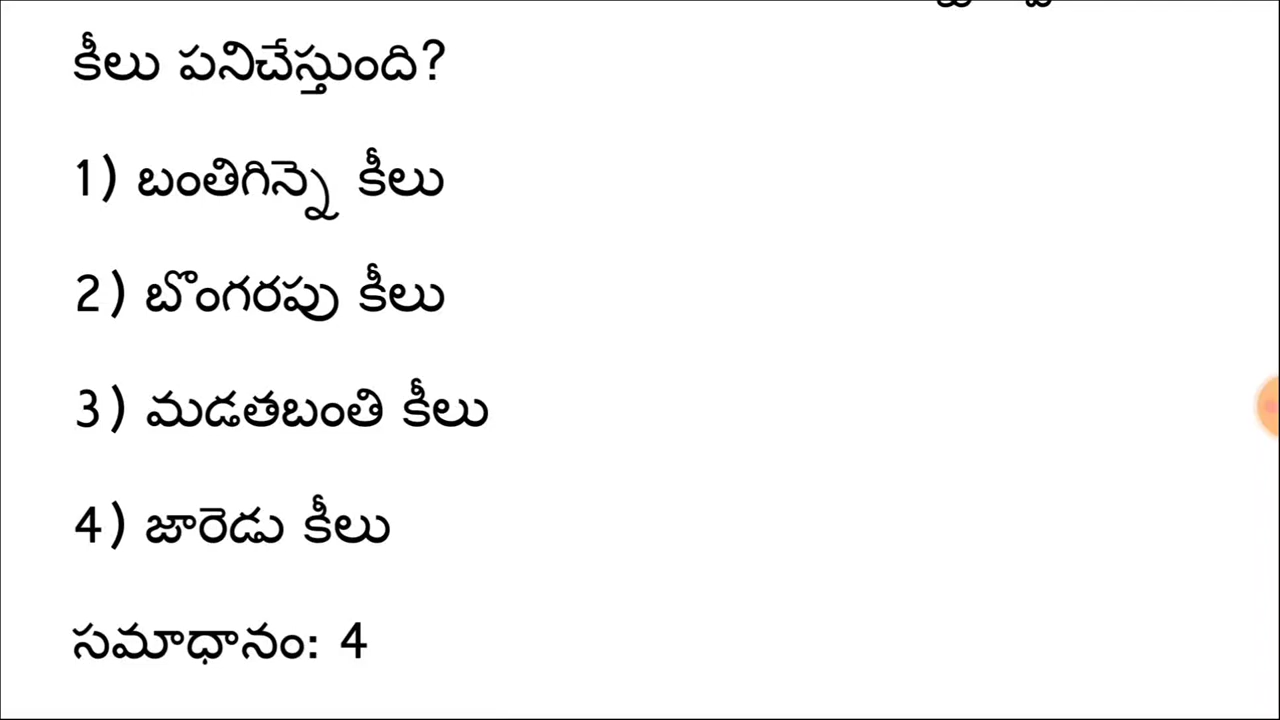 కీలు పనిచేస్తుంది?
1) బంతిగిన్నె కీలు
2) బొంగరపు కీలు
3) మడతబంతి కీలు
4) జారెడు కీలు
సమాధానం: 4